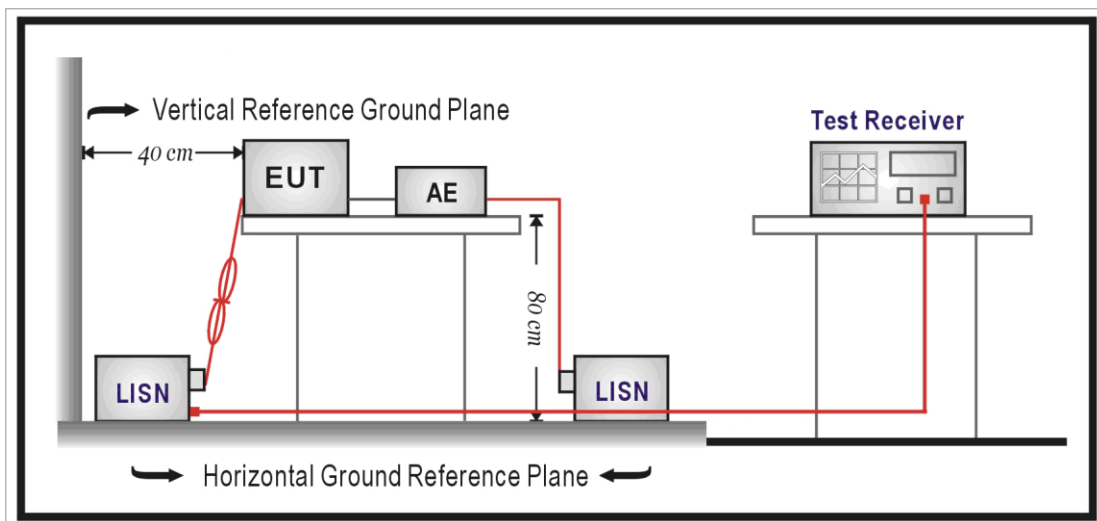 Vertical Reference Ground Plane
Test Receiver
40 cm
EUT
AE
80 cm
LISN
LISN
Horizontal Ground Reference Plane